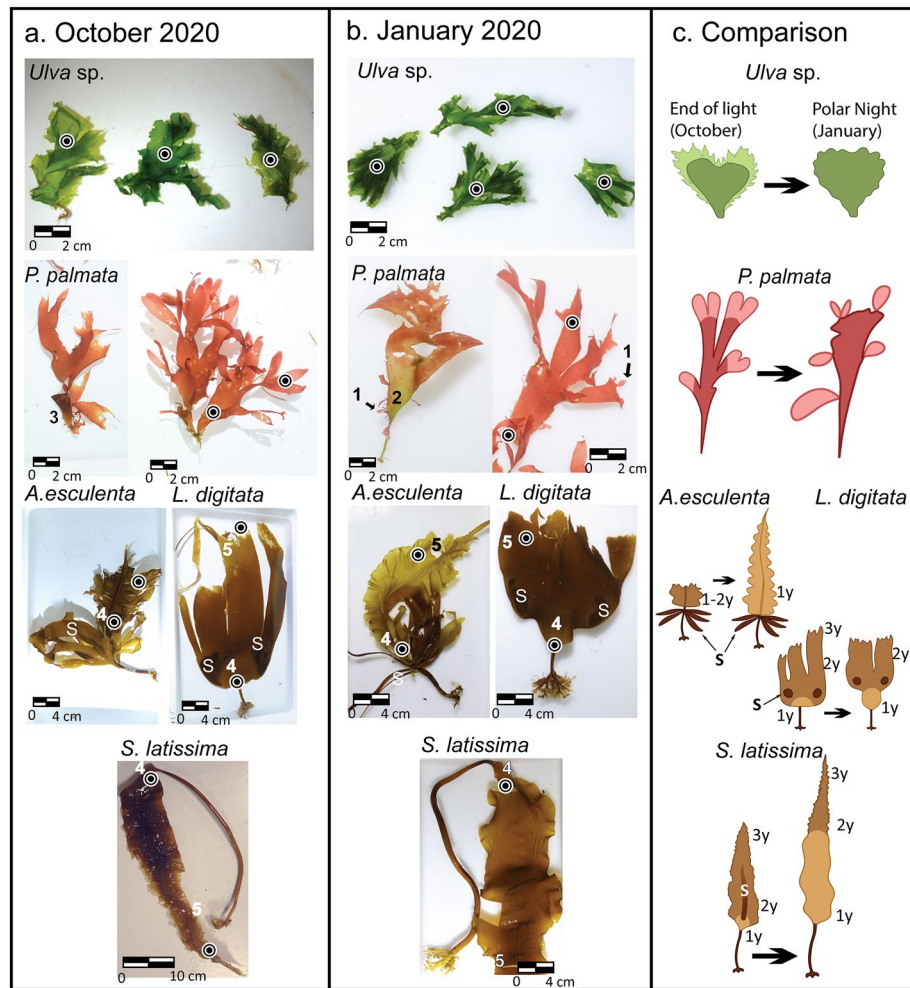 a. October 2020
Ulva sp.
0 2 cm
P. palmata
3
0 2 cm
0 2 cm
A.esculenta L. digitata
5
4
S
S S
4
0 4 cm
0 4 cm
S. latissima
4
5
0 10 cm
b. January 2020
Ulva sp.
0 2 cm
P. palmata
1
1 2
0 2 cm
0 2 cm
A.esculenta L. digitata
5 5
S S
4 4
S
0 4 cm
0 4 cm
S. latissima
4
5
0 4 cm
c. Comparison
Ulva sp.
End of light
(October)
Polar Night
(January)
P. palmata
A.esculenta L. digitata
1-2y
1y
S
3y
2y
2y
S
1y
1y
S. latissima
3y
3y
2y
S
2y
1y
1y